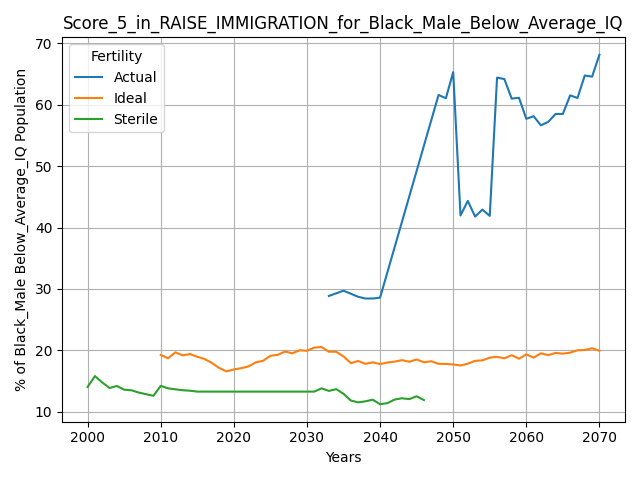 Score_5_in_RAISE_IMMIGRATION_for_Black_Male_Below_Average_IQ
% of Black_Male Below_Average_IQ Population
70
60
50
40
30
20
10
Fertility
Actual
Ideal
Sterile
2000 2010 2020 2030 2040 2050 2060 2070
Years